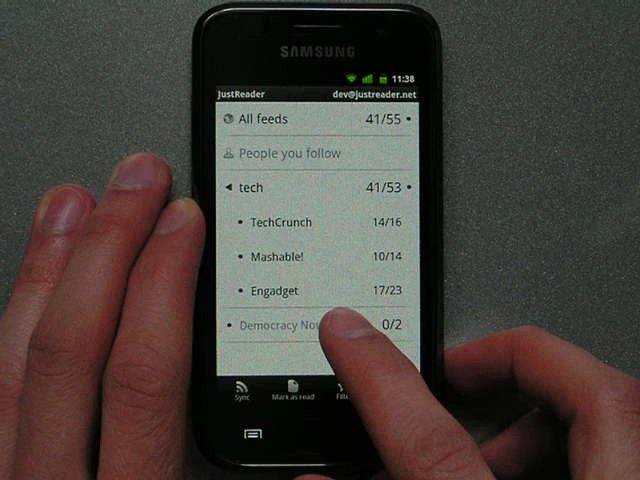 SAMSUNG
11:38
JustReader dev@justreader.net
All feeds 41/55
People you follow
tech 41/53
TechCrunch 14/16
Mashable! 10/14
Engadget 17/23
Democracy 0/2
Sync Mark as read